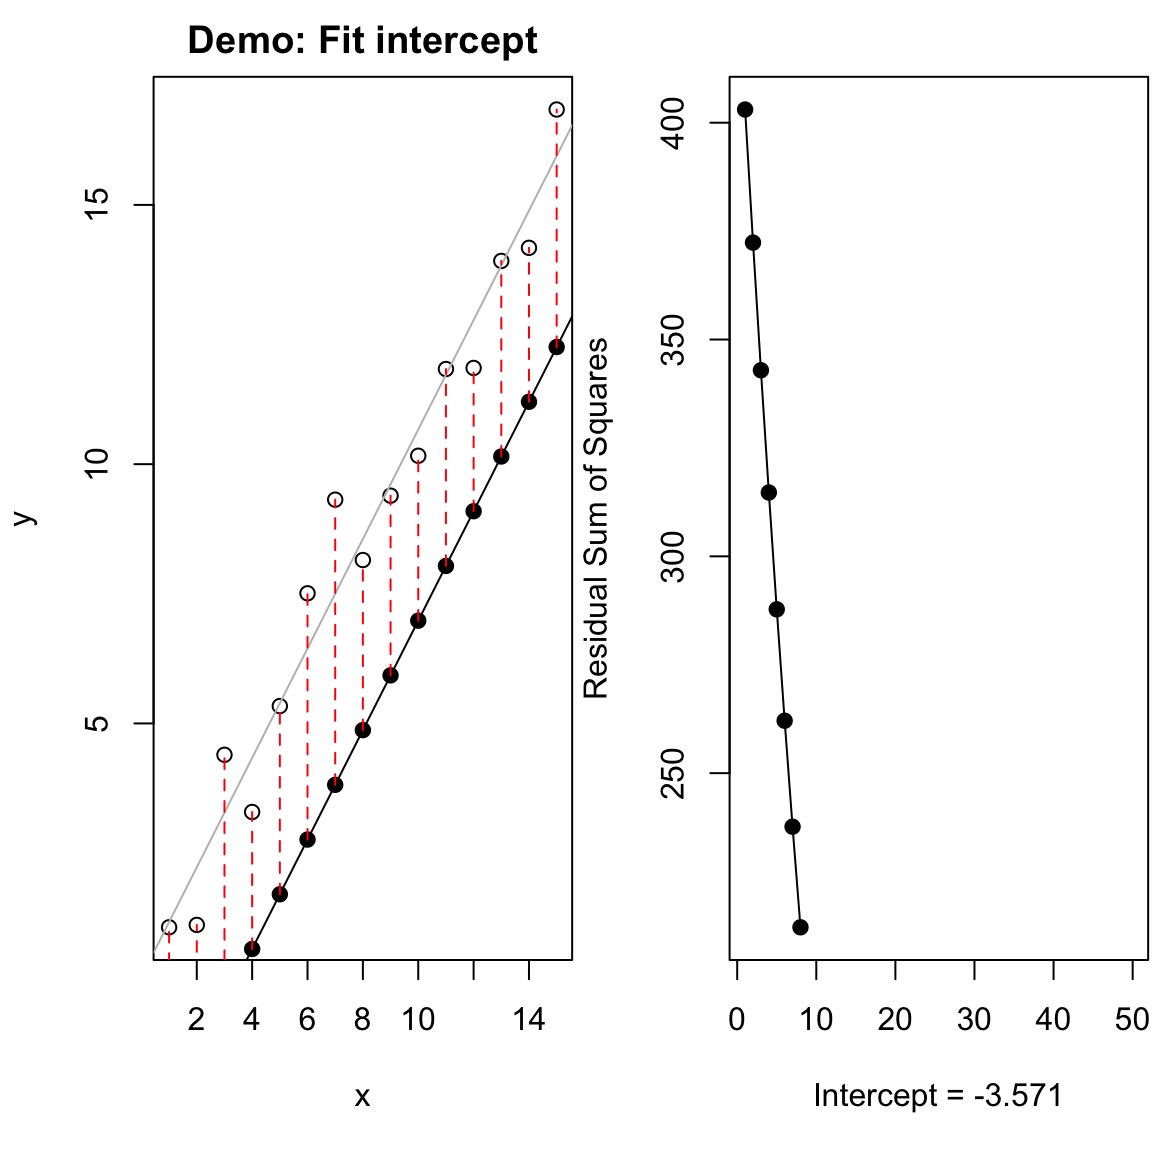 Demo: Fit intercept
y
15
10
5
2 4 6 8 10 14
x
Residual Sum of Squares
400
350
300
250
0 10 20 30 40 50
Intercept = -3.571